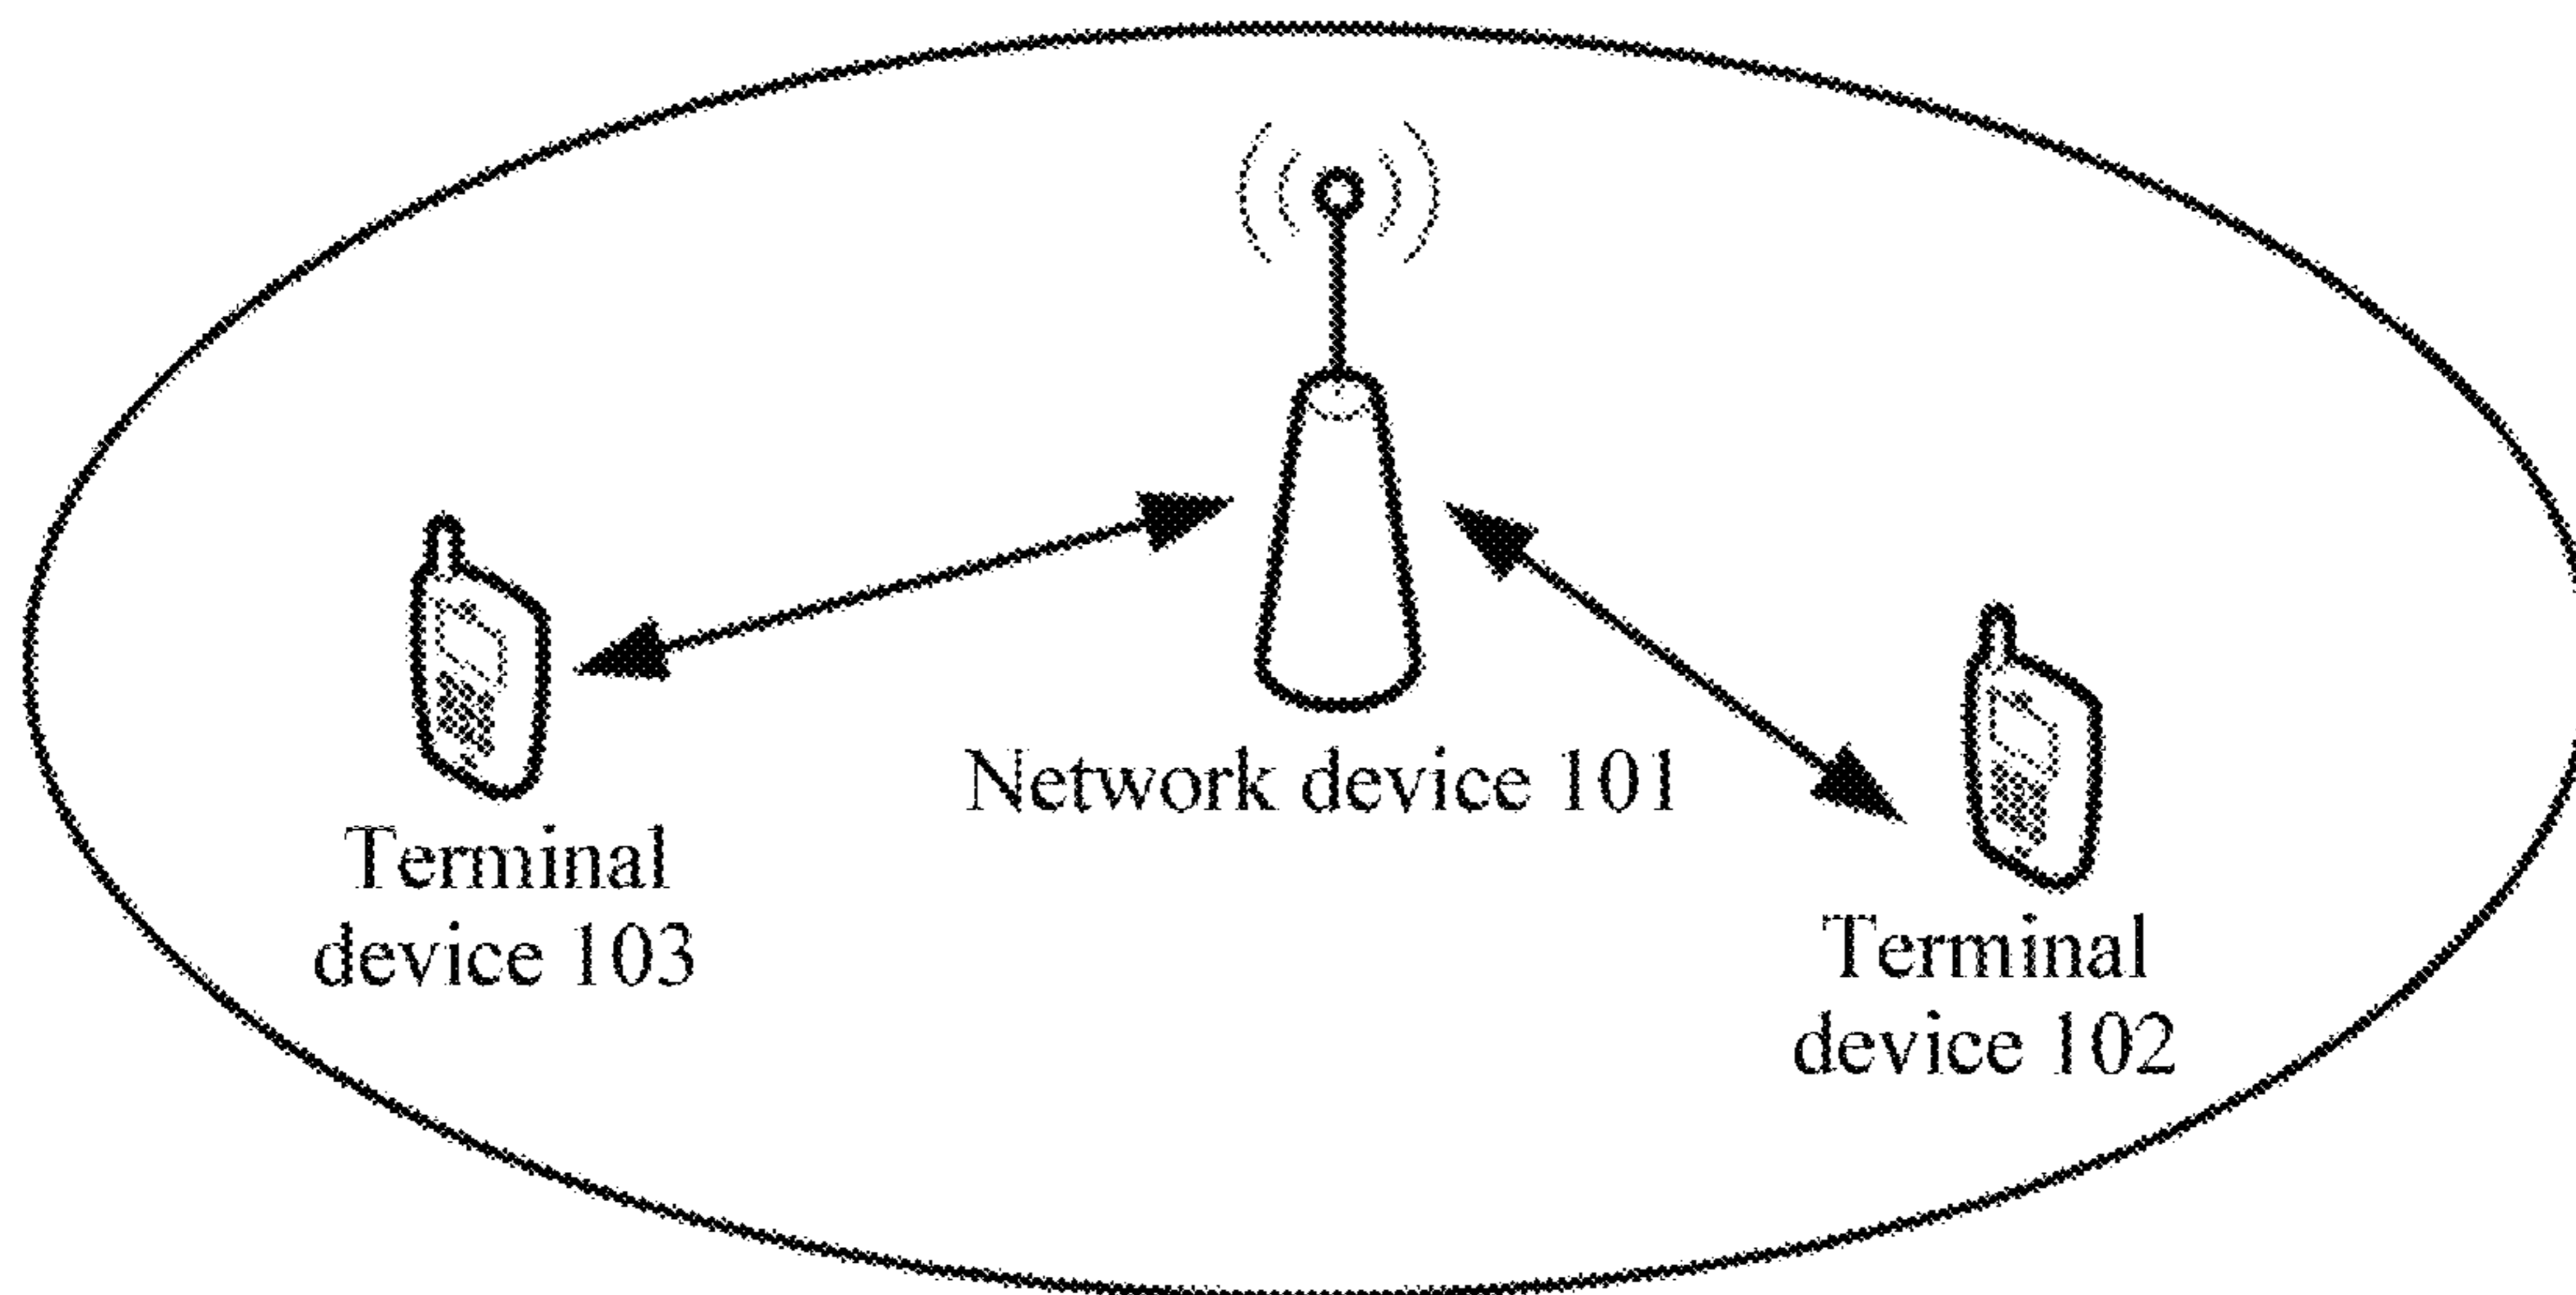 Network device 101
Terminal
device 103
Terminal
device 102